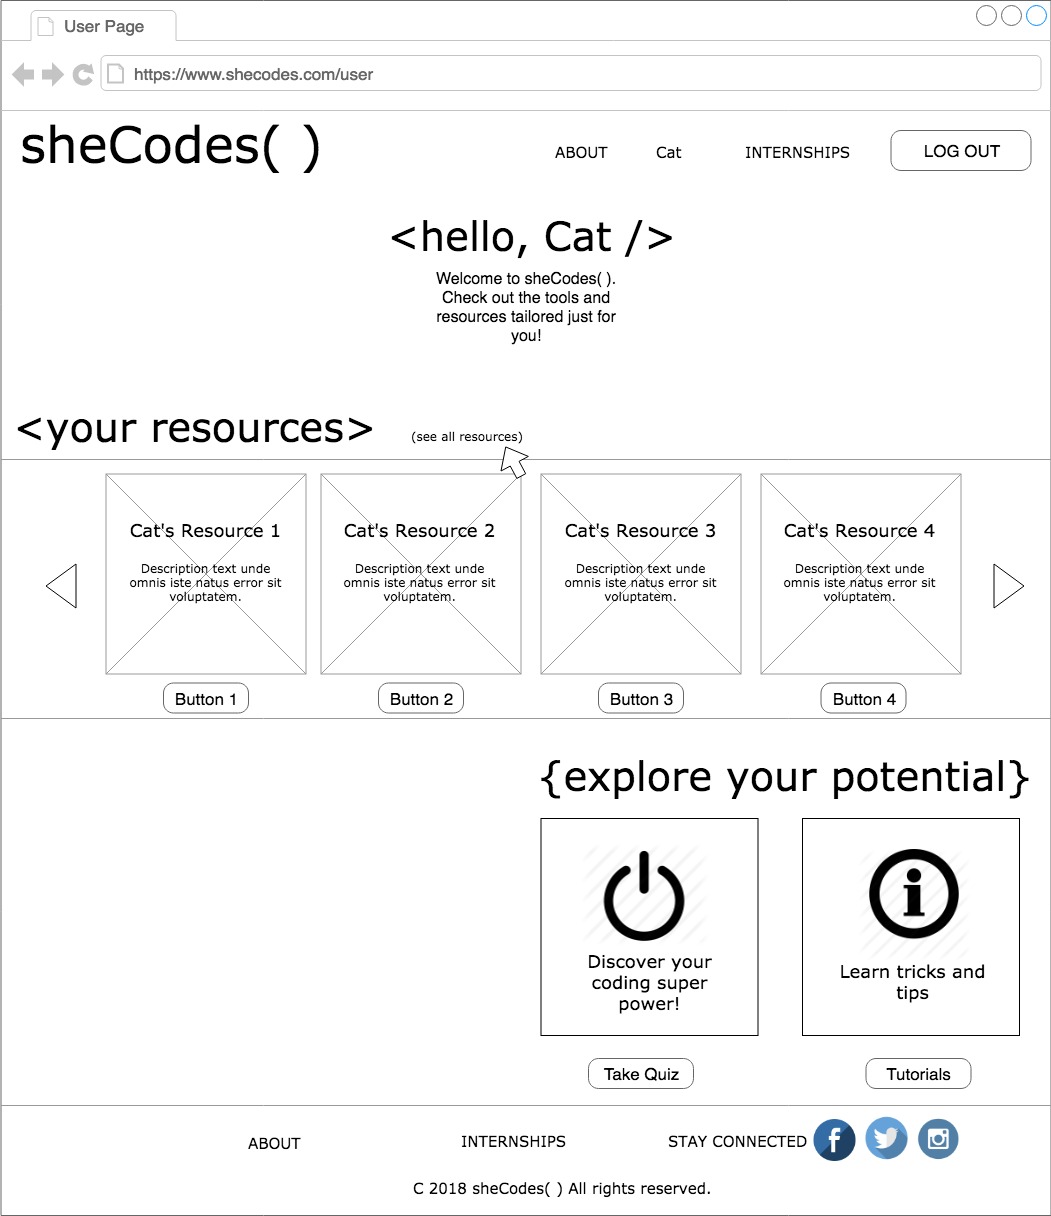 User Page
https://www.shecodes.com/user
sheCodes( )
ABOUT
Cat
INTERNSHIPS
LOG OUT
<hello, Cat />
Welcome to sheCodes( ).
Check out the tools and
resources tailored just for
you!
<your resources>
(see all resources)
Cat's Resource 1
Description text unde
omnis iste natus error sit
voluptatem.
Button 1
Cat's Resource 2
Description text unde
omnis iste natus error sit
voluptatem.
Button 2
Cat's Resource 3
Description text unde
omnis iste natus error sit
voluptatem.
Button 3
Cat's Resource 4
Description text unde
omnis iste natus error sit
voluptatem.
Button 4
{explore your potential}
Discover your
coding super
power!
Take Quiz
Learn tricks and
tips
Tutorials
ABOUT
INTERNSHIPS
STAY CONNECTED
C 2018 sheCodes( ) All rights reserved.